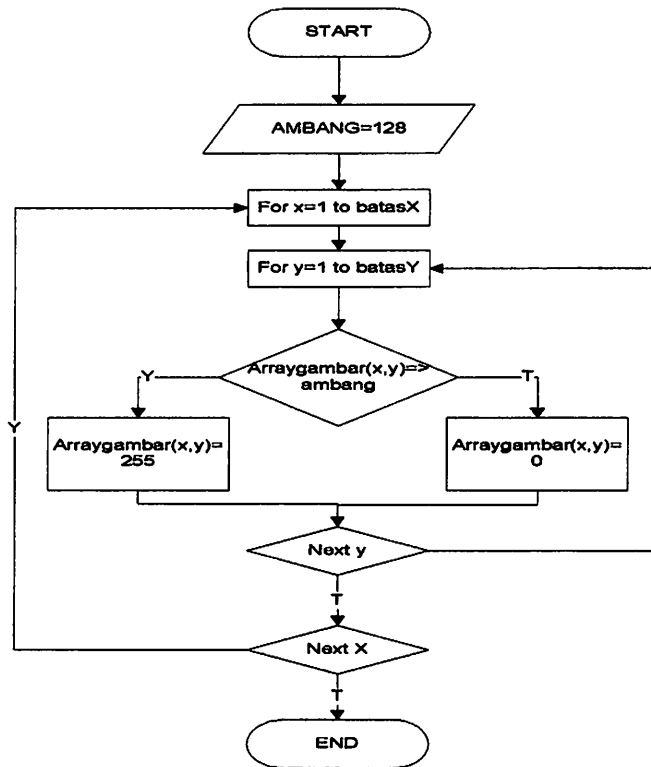 START
AMBANG=128
For x=1 to batasX
For y=1 to batasY
Arraygambar(x,y)=>
ambang
Y
T
Arraygambar(x,y)=
255
Arraygambar(x,y)=
0
Y
Next y
T
Next X
T
END